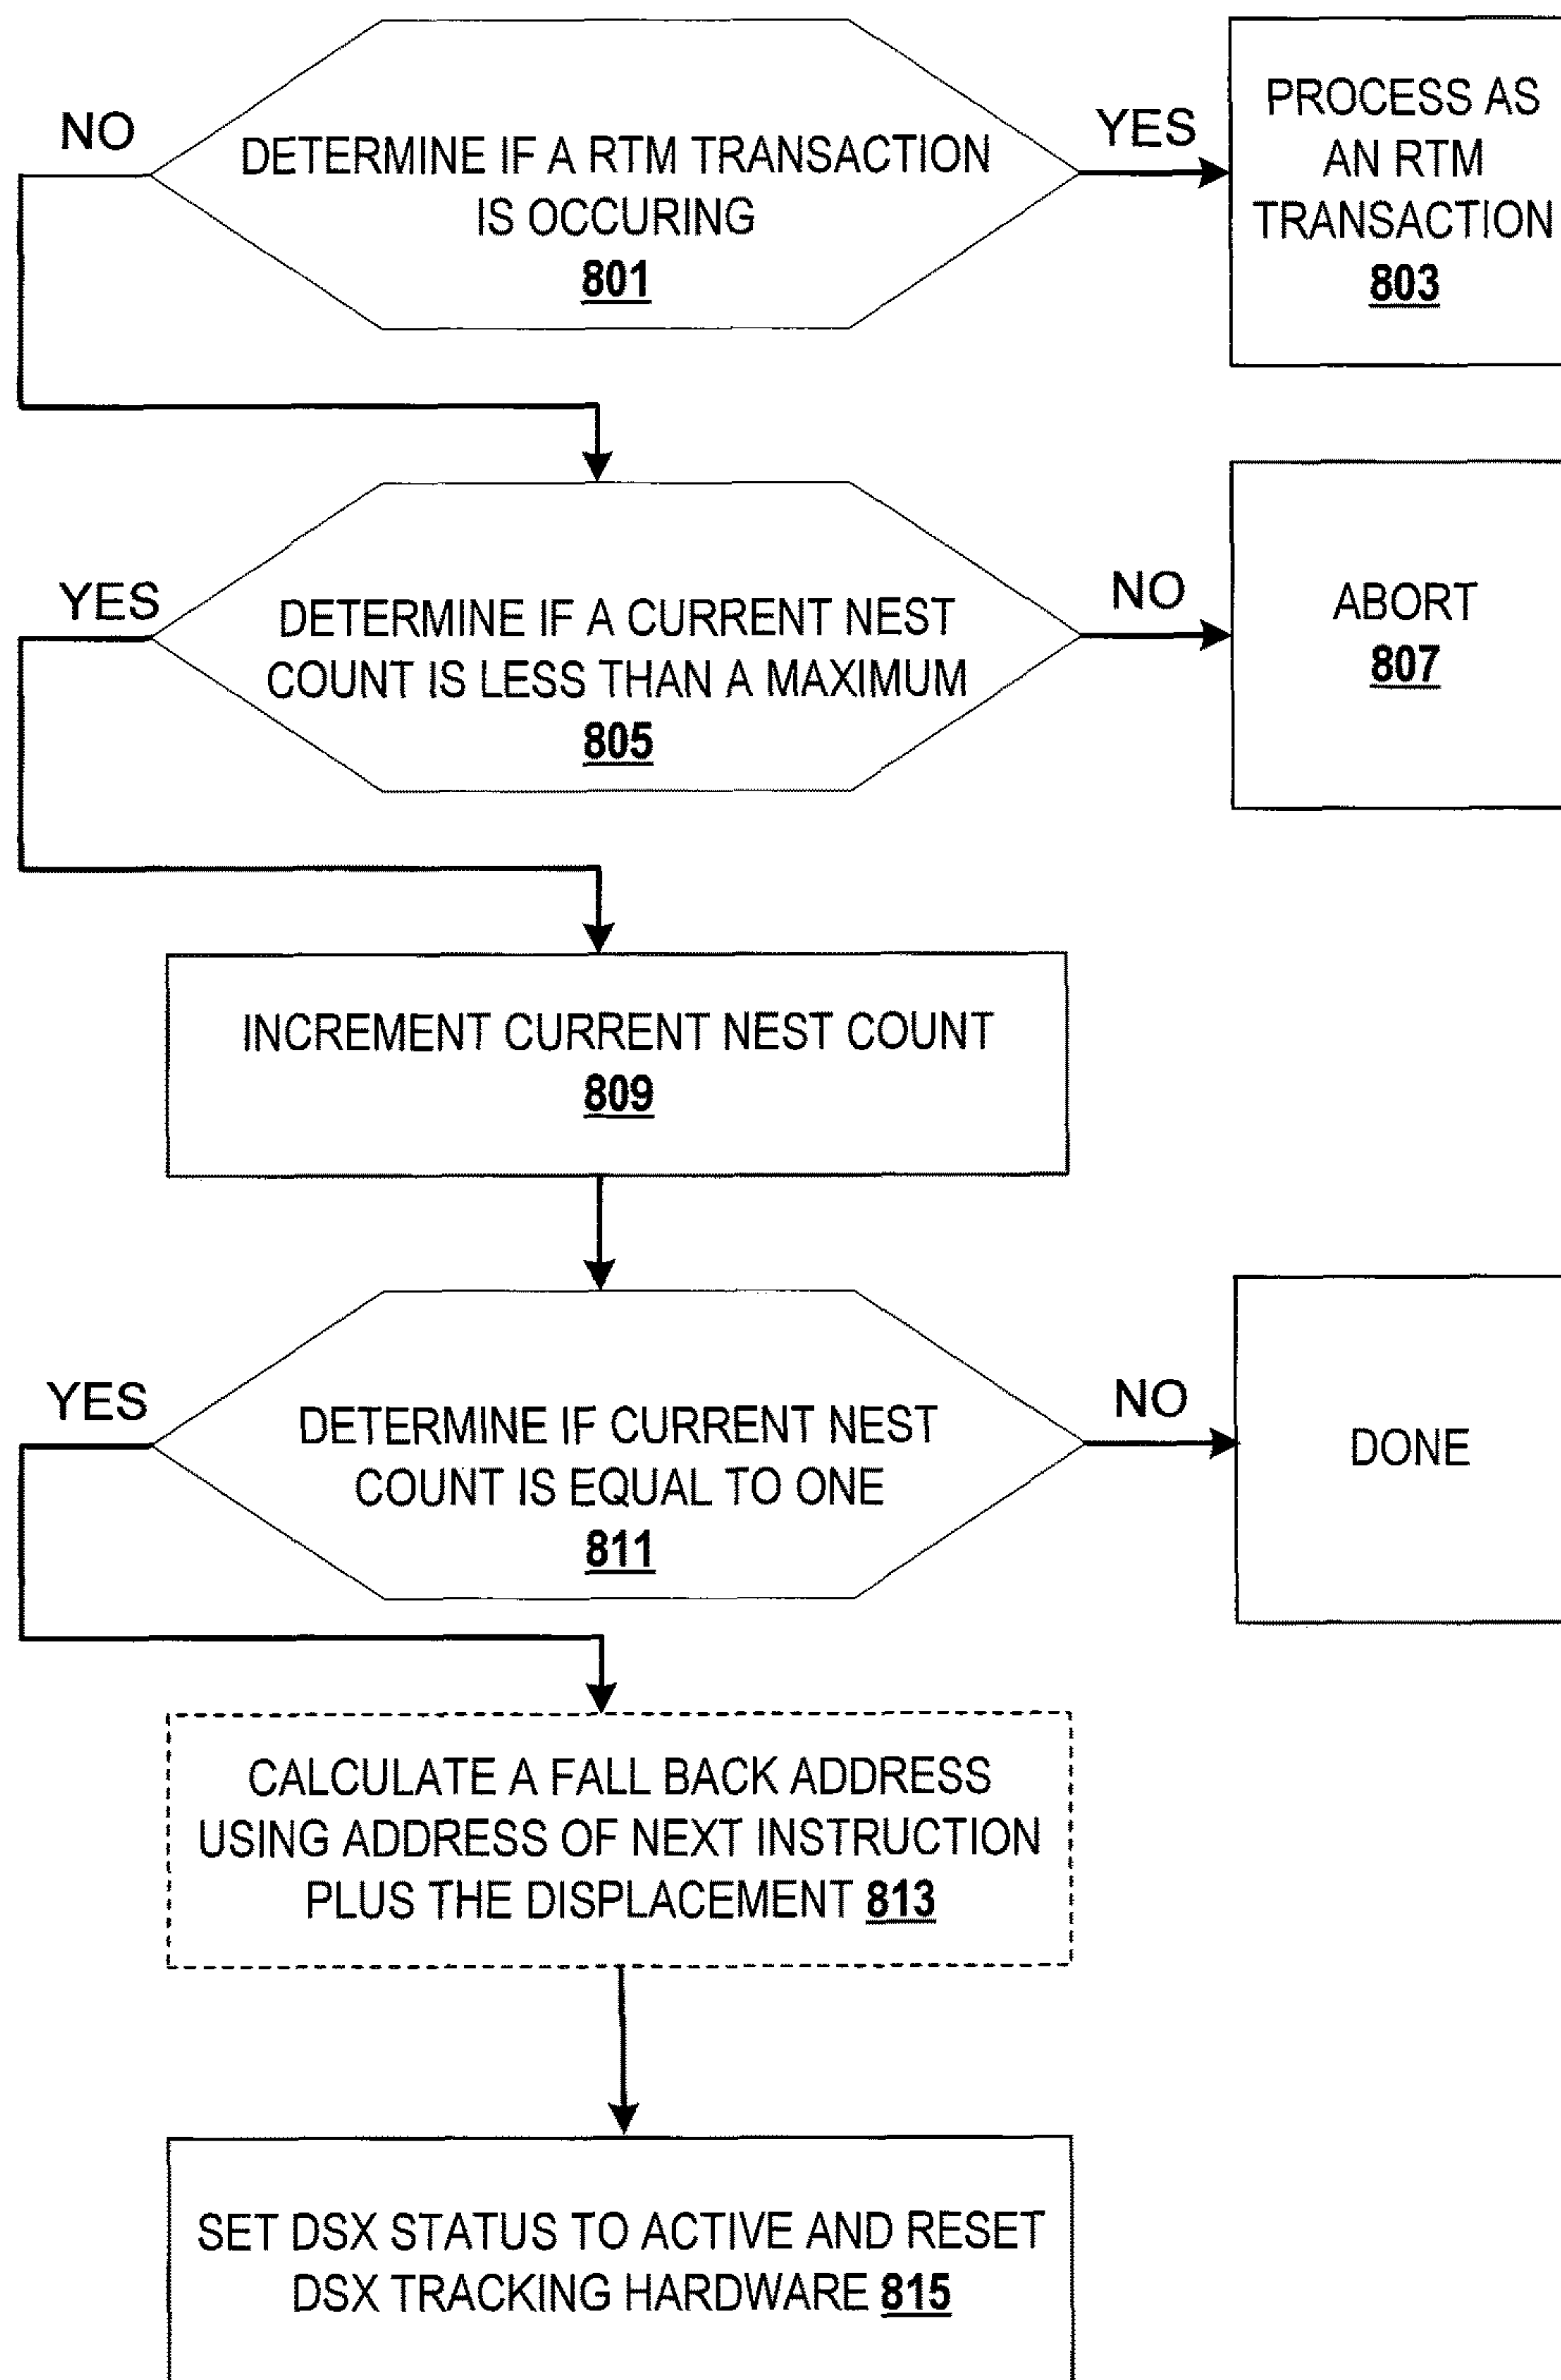 NO
DETERMINE IF A RTM TRANSACTION
IS OCCURING
801
YES
PROCESS AS
AN RTM
TRANSACTION
803
YES
DETERMINE IF A CURRENT NEST
COUNT IS LESS THAN A MAXIMUM
805
NO
ABORT
807
INCREMENT CURRENT NEST COUNT
809
YES
DETERMINE IF CURRENT NEST
COUNT IS EQUAL TO ONE
811
NO
DONE
CALCULATE A FALL BACK ADDRESS
USING ADDRESS OF NEXT INSTRUCTION
PLUS THE DISPLACEMENT 813
SET DSX STATUS TO ACTIVE AND RESET
DSX TRACKING HARDWARE 815